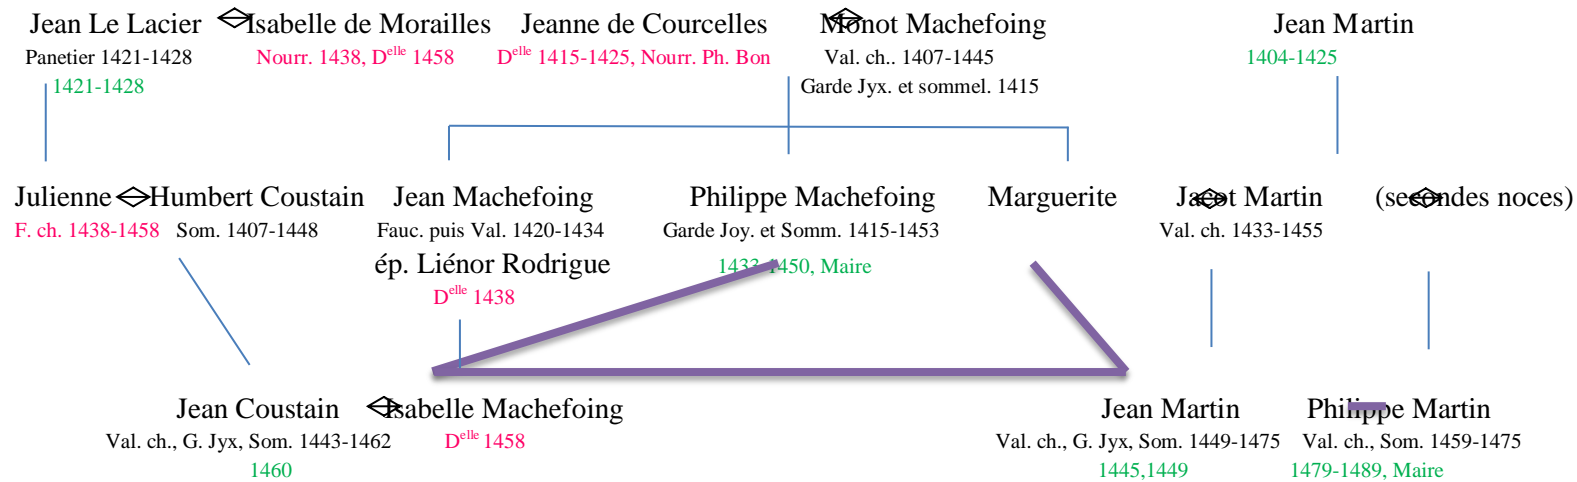 Jean Le Lacier Isabelle de Morailles Jeanne de Courcelles Monot Machefoing Jean Martin
Panetier 1421-1428 Nourr. 1438, Delle 1458 Delle 1415-1425, Nourr. Ph. Bon Val. ch.. 1407-1445 1404-1425
1421-1428 Garde Jyx. et sommel. 1415
Julienne Humbert Coustain Jean Machefoing Philippe Machefoing Marguerite Jacot Martin (secondes noces)
F. ch. 1438-1458 Som. 1407-1448 Fauc. puis Val. 1420-1434 Garde Joy. et Somm. 1415-1453 Val. ch. 1433-1455
ép. Liénor Rodrigue 1433-1450, Maire
Delle 1438
Jean Coustain Isabelle Machefoing Jean Martin Philippe Martin
Val. ch., G. Jyx, Som. 1443-1462 Delle 1458 Val. ch., G. Jyx, Som. 1449-1475 Val. ch., Som. 1459-1475
1460 1445,1449 1479-1489, Maire